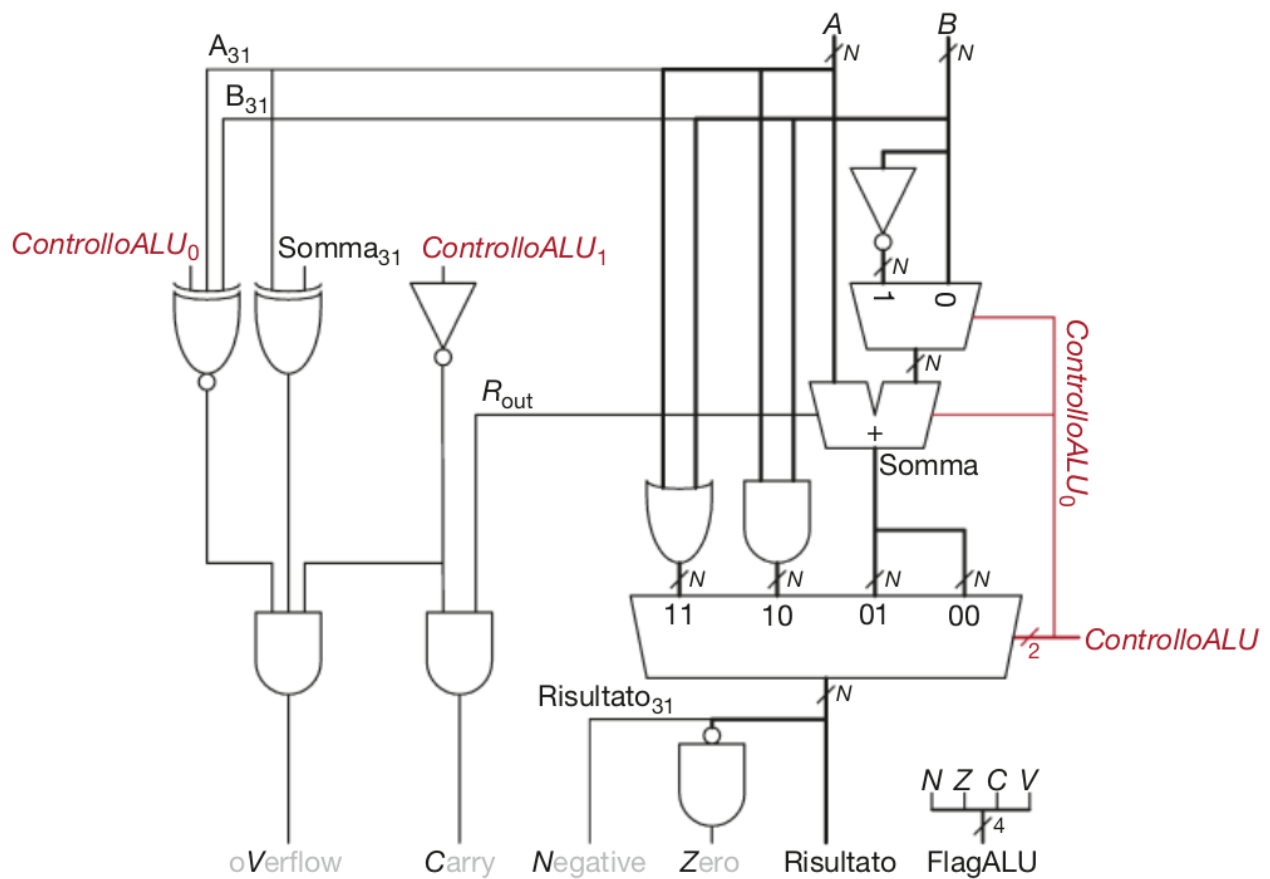 A B
A31 N N
B31
ControlloALU0 Somma31 ControlloALU1
N
1 0
ControlloALU0
N
Rout
+
Somma
N N N N
11 10 01 00
2 ControlloALU
Risultato31 N
N Z C V
4
oVerflow Carry Negative Zero Risultato FlagALU